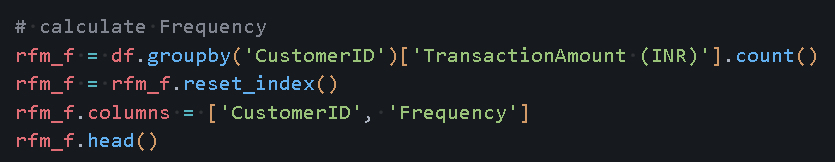 # calculate Frequency
rfm_f = df.groupby('CustomerID')['TransactionAmount (INR)'].count()
rfm_f = rfm_f.reset_index()
rfm_f.columns = ['CustomerID', 'Frequency']
rfm_f.head()